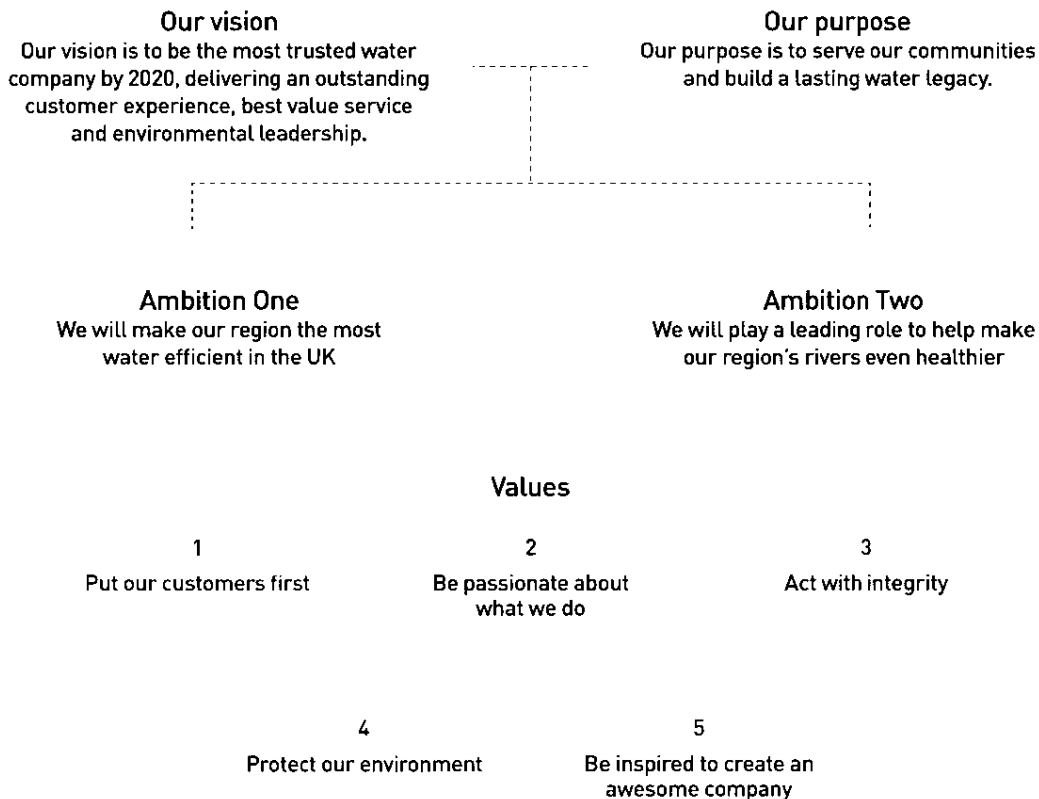 Our vision
Our vision is to be the most trusted water
company by 2020, delivering an outstanding
customer experience, best value service
and environmental leadership.
Our purpose
Our purpose is to serve our communities
and build a lasting water legacy.
Ambition One
We will make our region the most
water efficient in the UK
Ambition Two
We will play a leading role to help make
our region's rivers even healthier
Values
1
Put our customers first
2
Be passionate about
what we do
3
Act with integrity
4
Protect our environment
5
Be inspired to create an
awesome company